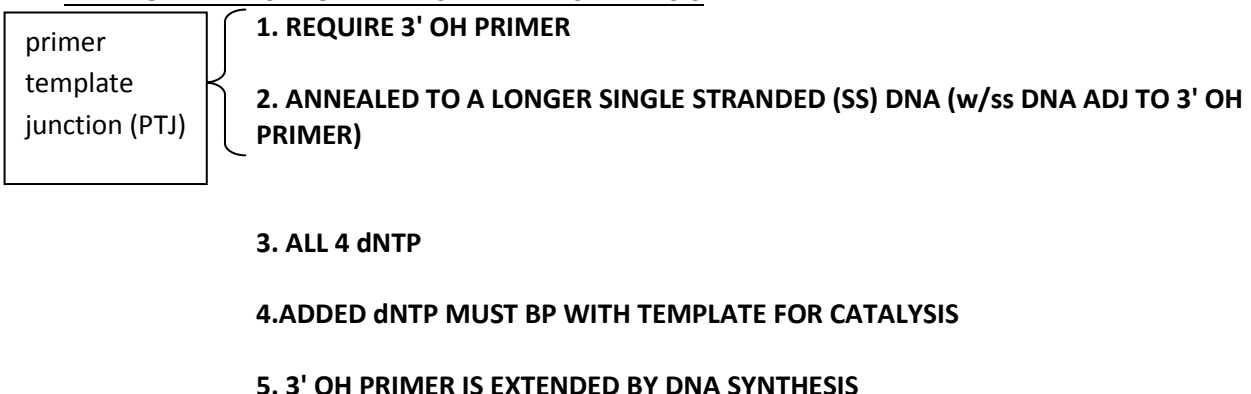 primer
template
junction (PTJ)
1. REQUIRE 3' OH PRIMER
2. ANNEALED TO A LONGER SINGLE STRANDED (SS) DNA (w/ss DNA ADJ TO 3' OH
PRIMER)
3. ALL 4 dNTP
4.ADDED dNTP MUST BP WITH TEMPLATE FOR CATALYSIS
5. 3' OH PRIMER IS EXTENDED BY DNA SYNTHESIS